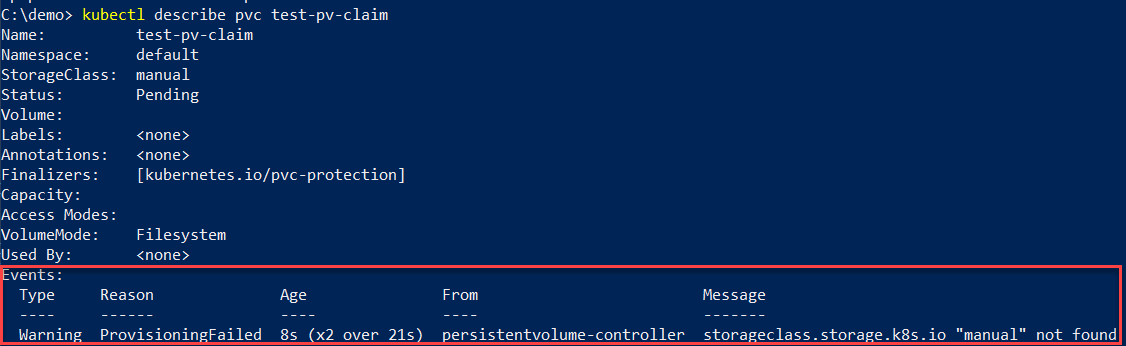 C:\demo> kubectl describe pvc test-pv-claim
Name:          test-pv-claim
Namespace:     default
StorageClass:  manual
Status:        Pending
Volume:
Labels:        <none>
Annotations:   <none>
Finalizers:    [kubernetes.io/pvc-protection]
Capacity:
Access Modes:
VolumeMode:    Filesystem
Used By:       <none>
Events:
  Type     Reason              Age                From                         Message
  ----     ------              ----               ----                         -------
  Warning  ProvisioningFailed  8s (x2 over 21s)  persistentvolume-controller  storageclass.storage.k8s.io "manual" not found